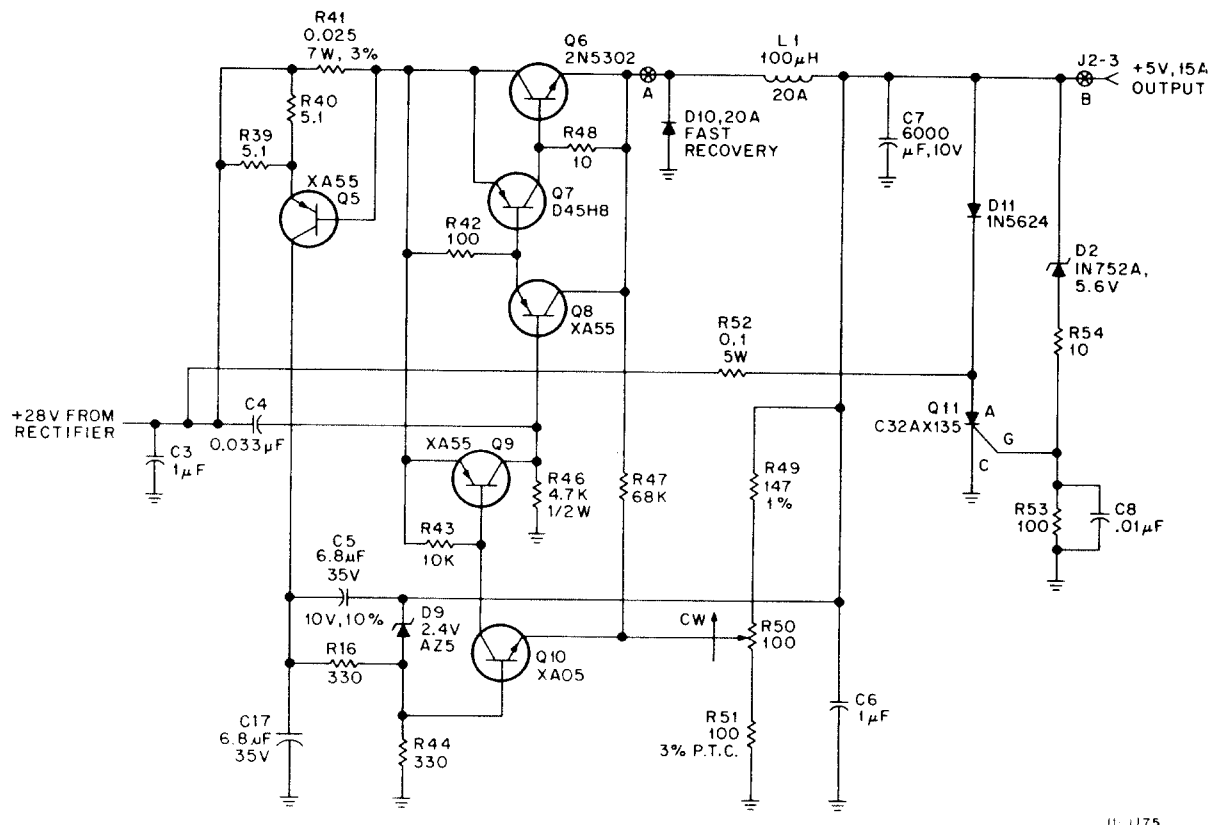 R41
0.025
7W, 3%
Q6
2N5302
L1
100µH
20A
A
J2-3
+5V, 15A
OUTPUT
B
R40
5.1
R39
5.1
R48
10
D10, 20A
FAST
RECOVERY
C7
6000
µF, 10V
XA55
Q5
Q7
D45H8
R42
100
D11
1N5624
D2
IN752A,
5.6V
Q8
XA55
R52
0.1
5W
R54
10
+28V FROM
RECTIFIER
C4
0.033µF
C3
1µF
Q11
C32AX135
A
G
C
XA55
Q9
R46
4.7K
1/2W
R47
68K
R49
147
1%
R53
100
C8
.01µF
R43
10K
C5
6.8µF
35V
10V, 10%
D9
2.4V
AZ5
CW
R50
100
R16
330
Q10
XA05
C17
6.8µF
35V
R44
330
R51
100
3% P.T.C.
C6
1µF